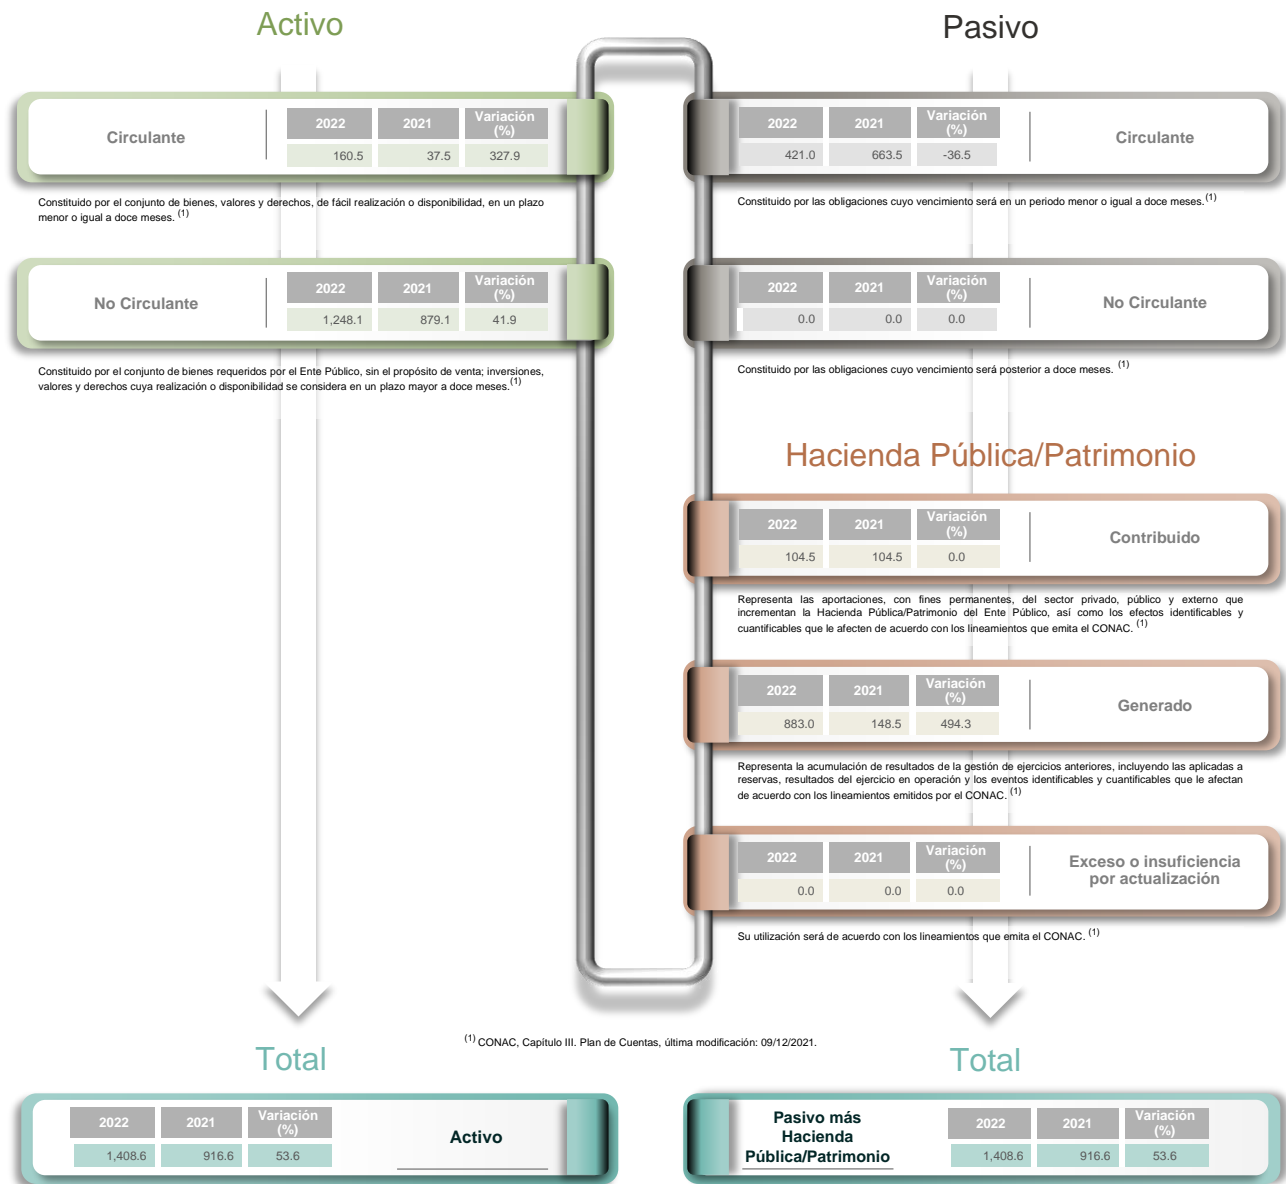 Activo
Circulante
2022 2021 Variación (%)
160.5 37.5 327.9
Constituido por el conjunto de bienes, valores y derechos, de fácil realización o disponibilidad, en un plazo
menor o igual a doce meses. (1)
No Circulante
2022 2021 Variación (%)
1,248.1 879.1 41.9
Constituido por el conjunto de bienes requeridos por el Ente Público, sin el propósito de venta; inversiones,
valores y derechos cuya realización o disponibilidad se considera en un plazo mayor a doce meses.(1)
Pasivo
2022 2021 Variación (%)
421.0 663.5 -36.5
Circulante
Constituido por las obligaciones cuyo vencimiento será en un periodo menor o igual a doce meses.(1)
2022 2021 Variación (%)
0.0 0.0 0.0
No Circulante
Constituido por las obligaciones cuyo vencimiento será posterior a doce meses. (1)
Hacienda Pública/Patrimonio
2022 2021 Variación (%)
104.5 104.5 0.0
Contribuido
Representa las aportaciones, con fines permanentes, del sector privado, público y externo que
incrementan la Hacienda Pública/Patrimonio del Ente Público, así como los efectos identificables y
cuantificables que le afecten de acuerdo con los lineamientos que emita el CONAC. (1)
2022 2021 Variación (%)
883.0 148.5 494.3
Generado
Representa la acumulación de resultados de la gestión de ejercicios anteriores, incluyendo las aplicadas a
reservas, resultados del ejercicio en operación y los eventos identificables y cuantificables que le afectan
de acuerdo con los lineamientos emitidos por el CONAC. (1)
2022 2021 Variación (%)
0.0 0.0 0.0
Exceso o insuficiencia
por actualización
Su utilización será de acuerdo con los lineamientos que emita el CONAC. (1)
(1) CONAC, Capítulo III. Plan de Cuentas, última modificación: 09/12/2021.
Total
2022 2021 Variación (%)
1,408.6 916.6 53.6
Activo
Total
Pasivo más
Hacienda
Pública/Patrimonio
2022 2021 Variación (%)
1,408.6 916.6 53.6